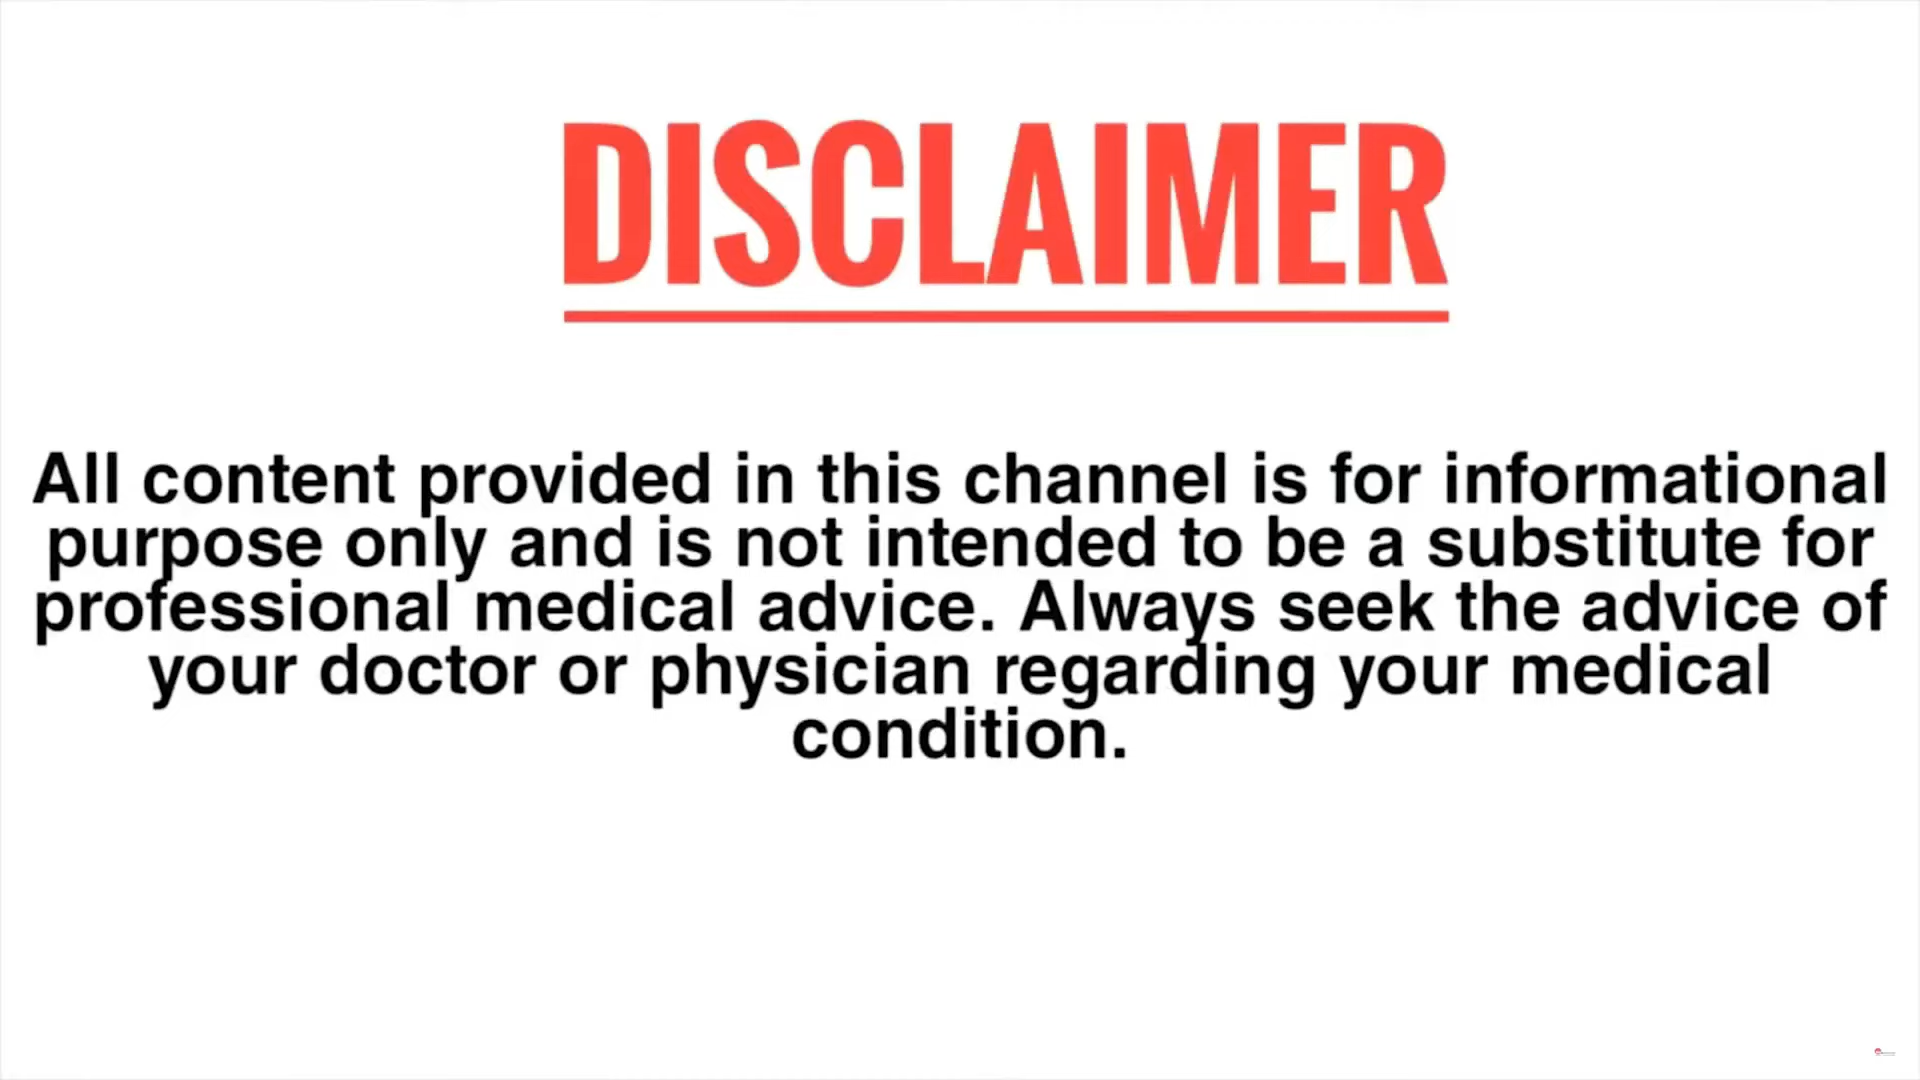 DISCLAIMER
All content provided in this channel is for informational
purpose only and is not intended to be a substitute for
professional medical advice. Always seek the advice of
your doctor or physician regarding your medical
condition.